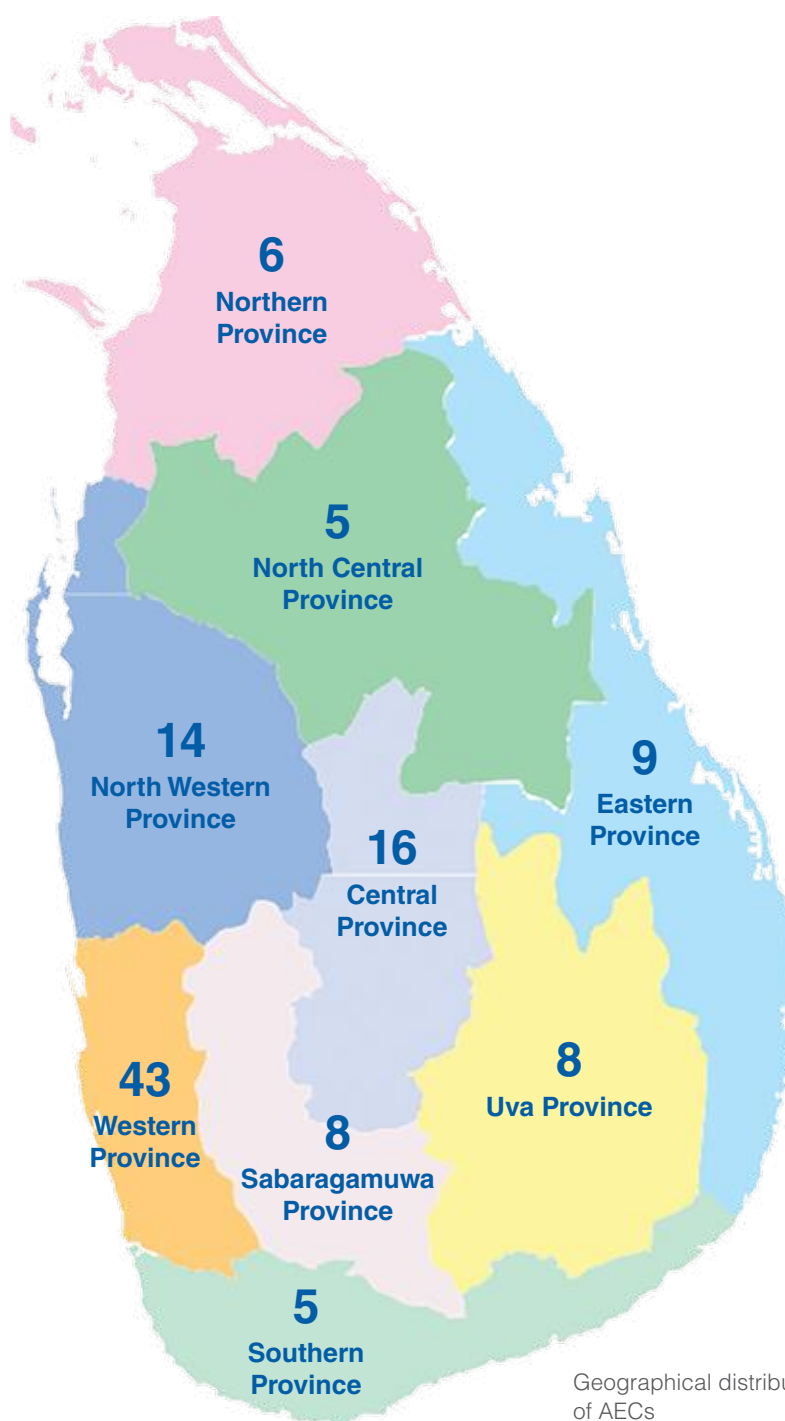 6
Northern
Province
5
North Central
Province
14
North Western
Province
9
Eastern
Province
16
Central
Province
43
Western
Province
8
Uva Province
8
Sabaragamuwa
Province
5
Southern
Province
Geographical
of AECs